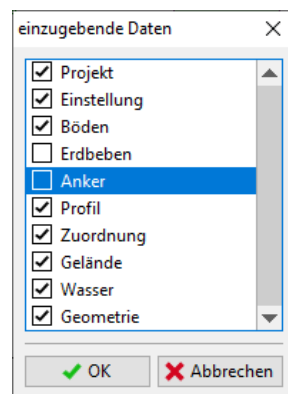 einzugebende Daten
Projekt
Einstellung
Böden
Erdbeben
Anker
Profil
Zuordnung
Gelände
Wasser
Geometrie
OK Abbrechen